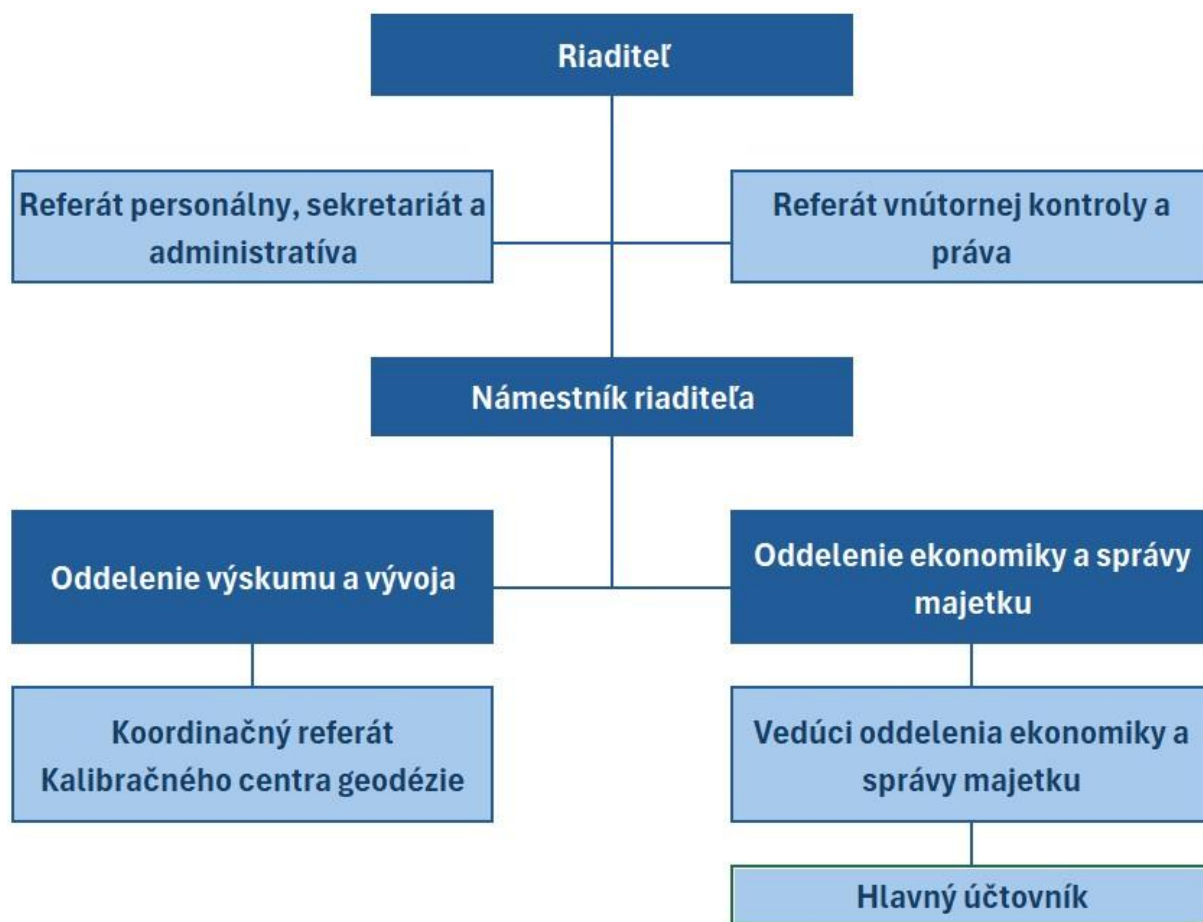 Riaditeľ
Referát personálny, sekretariát a
administratíva
Referát vnútornej kontroly a
práva
Námestník riaditeľa
Oddelenie výskumu a vývoja
Oddelenie ekonomiky a správy
majetku
Koordinačný referát
Kalibračného centra geodézie
Vedúci oddelenia ekonomiky a
správy majetku
Hlavný účtovník